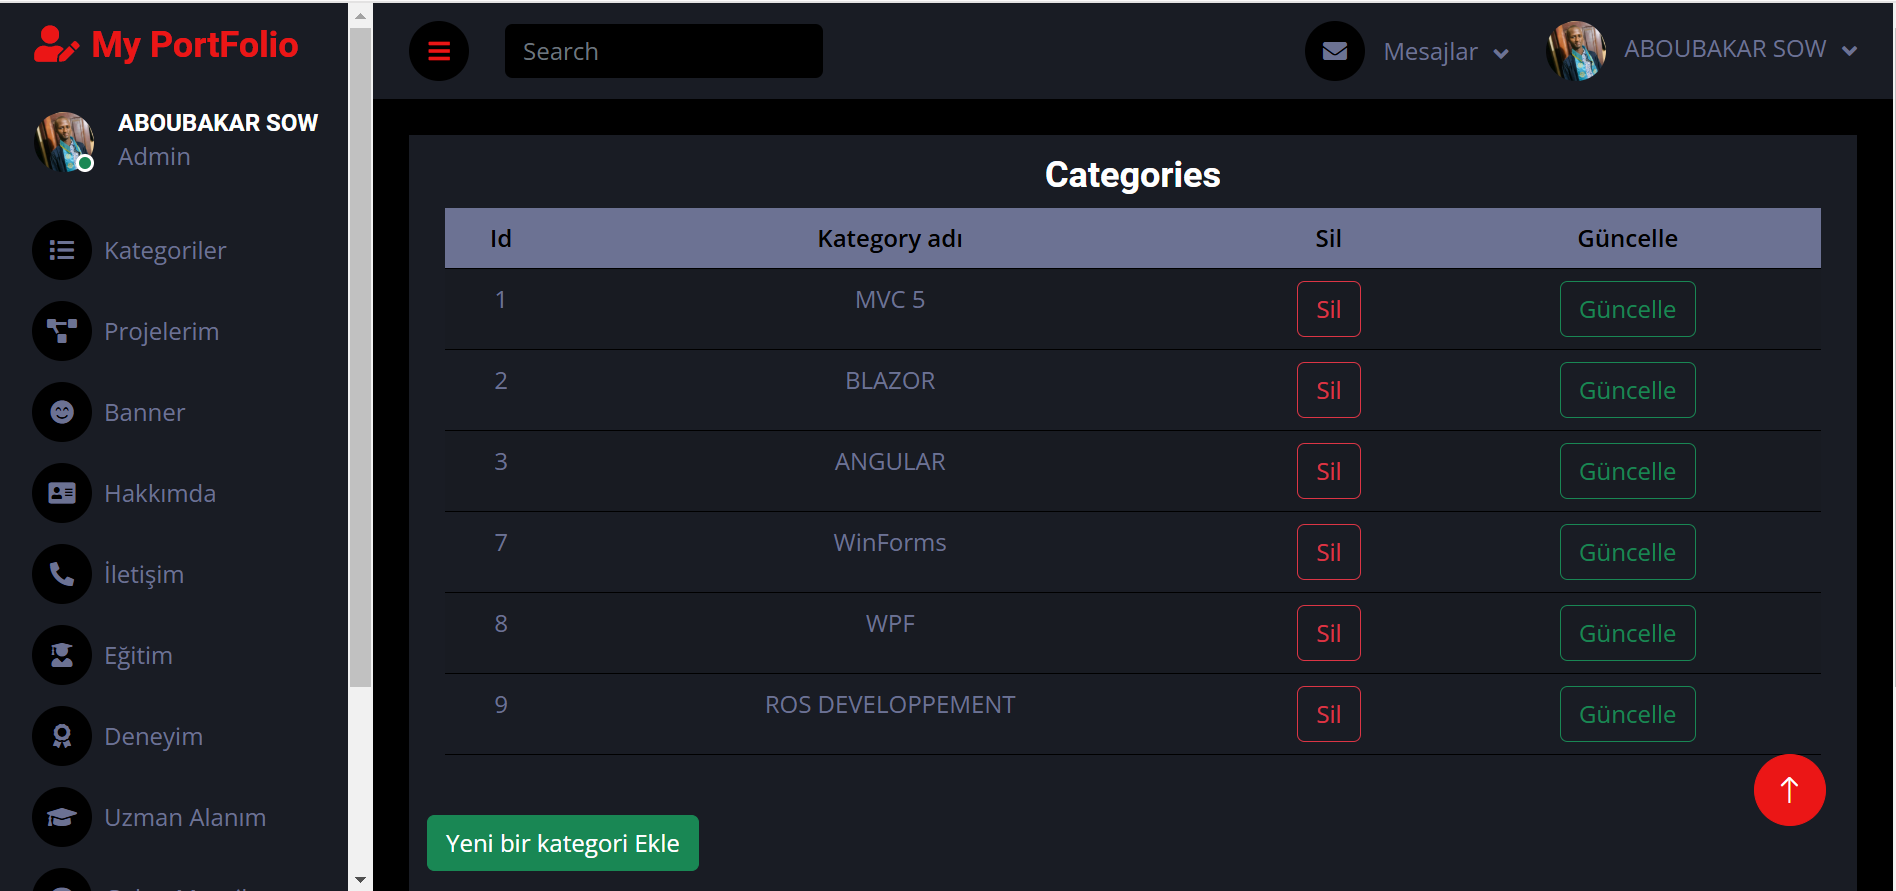 My PortFolio
ABOUBAKAR SOW
Admin
Kategoriler
Projelerim
Banner
Hakkımda
İletişim
Eğitim
Deneyim
Uzman Alanım
Search
Mesajlar
ABOUBAKAR SOW
Categories
Id Kategory adı Sil Güncelle
1 MVC 5 Sil Güncelle
2 BLAZOR Sil Güncelle
3 ANGULAR Sil Güncelle
7 WinForms Sil Güncelle
8 WPF Sil Güncelle
9 ROS DEVELOPPEMENT Sil Güncelle
Yeni bir kategori Ekle